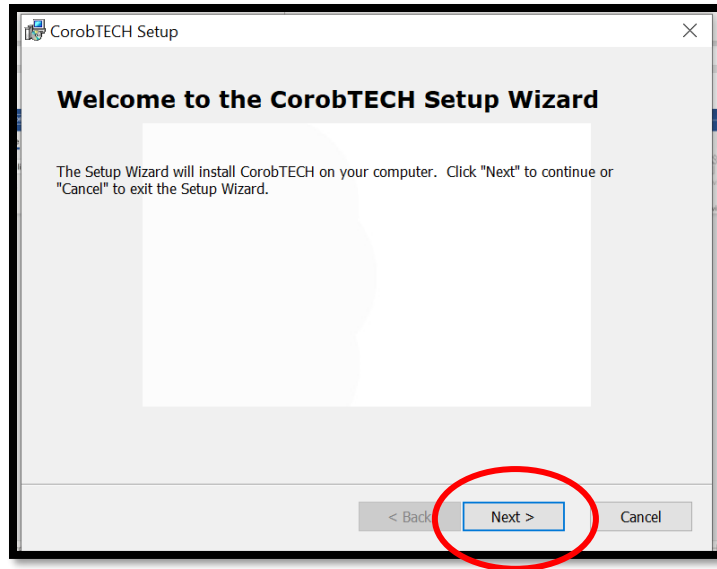 CorobTECH Setup
Welcome to the CorobTECH Setup Wizard
The Setup Wizard will install CorobTECH on your computer. Click "Next" to continue or
"Cancel" to exit the Setup Wizard.
< Back Next > Cancel